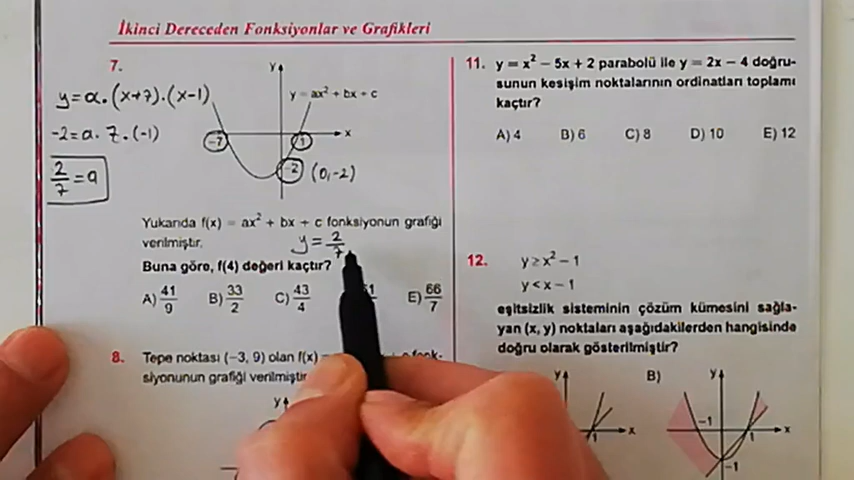 İkinci Dereceden Fonksiyonlar ve Grafikleri
7.
y
y=a.(x+7).(x-1)
y = ax² + bx + c
-2=a.7.(-1)
-7
1
x
2/7=a
-2
(0,-2)
Yukarıda f(x) = ax² + bx + c fonksiyonun grafiği
verilmiştir.
y=2/7
Buna göre, f(4) değeri kaçtır?
A) 41/9 B) 33/2 C) 43/4 E) 66/7
8. Tepe noktası (−3, 9) olan f(x)
siyonunun grafiği verilmiştir
y
11. y = x² − 5x + 2 parabolü ile y = 2x − 4 doğru-
sunun kesişim noktalarının ordinatları toplamı
kaçtır?
A) 4 B) 6 C) 8 D) 10 E) 12
12. y ≥ x² − 1
y < x − 1
eşitsizlik sisteminin çözüm kümesini sağla-
yan (x, y) noktaları aşağıdakilerden hangisinde
doğru olarak gösterilmiştir?
y
1
x
B)
y
−1
1
x
−1